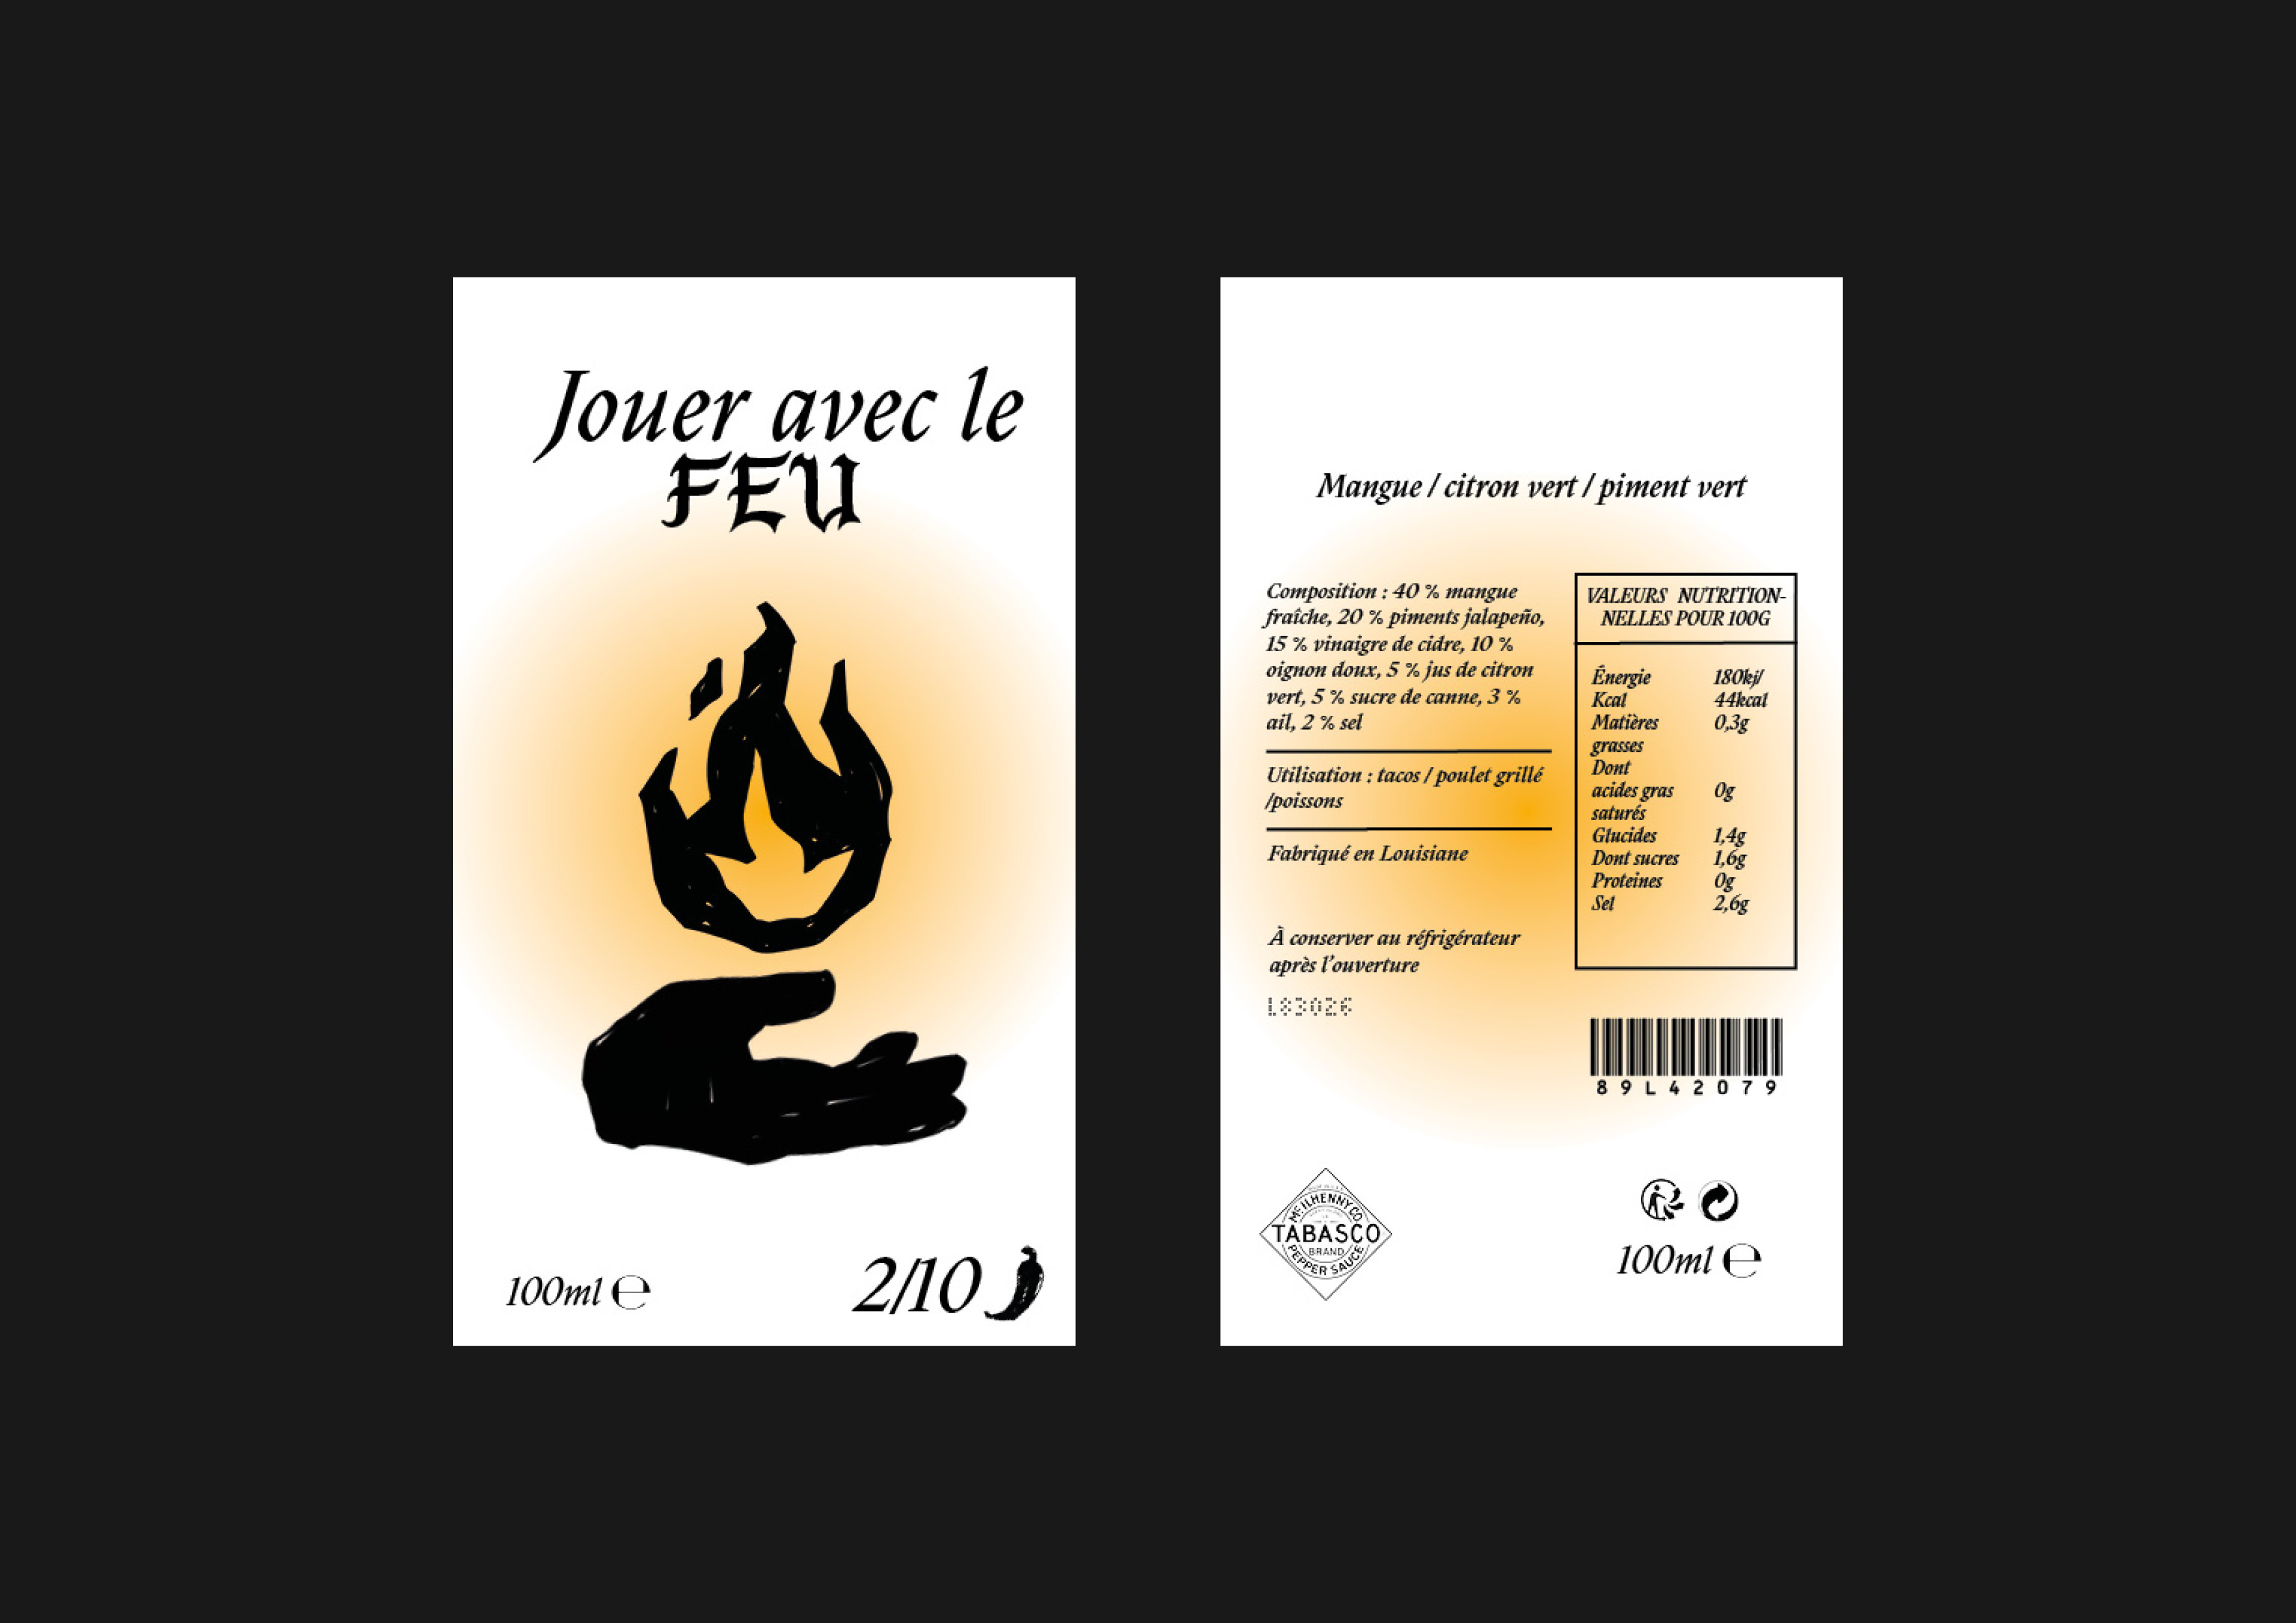 Jouer avec le
FEU
100ml ℮
2/10
Mangue / citron vert / piment vert
Composition : 40 % mangue
fraîche, 20 % piments jalapeño,
15 % vinaigre de cidre, 10 %
oignon doux, 5 % jus de citron
vert, 5 % sucre de canne, 3 %
ail, 2 % sel
Utilisation : tacos / poulet grillé
/poissons
Fabriqué en Louisiane
À conserver au réfrigérateur
après l'ouverture
L83026
VALEURS NUTRITION-
NELLES POUR 100G
Énergie 180kj/
Kcal 44kcal
Matières 0,3g
grasses
Dont
acides gras 0g
saturés
Glucides 1,4g
Dont sucres 1,6g
Proteines 0g
Sel 2,6g
89L42079
McILHENNY CO.
TABASCO
BRAND
PEPPER SAUCE
100ml ℮